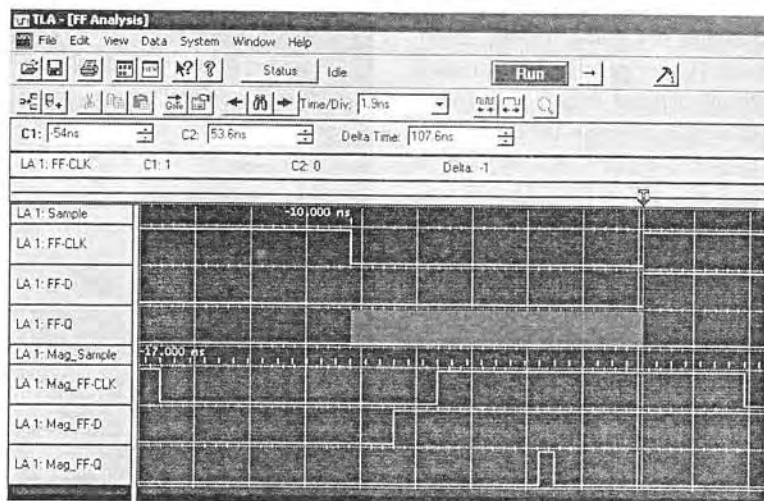 TLA - [FF Analysis]
File Edit View Data System Window Help
Status Idle Run
Time/Div: 1.9ns
C1: -54ns C2: 53.6ns Delta Time: 107.6ns
LA 1: FF-CLK C1: 1 C2: 0 Delta: -1
LA 1: Sample -10.000 ns
LA 1: FF-CLK
LA 1: FF-D
LA 1: FF-Q
LA 1: Mag_Sample -17.000 ns
LA 1: Mag_FF-CLK
LA 1: Mag_FF-D
LA 1: Mag_FF-Q